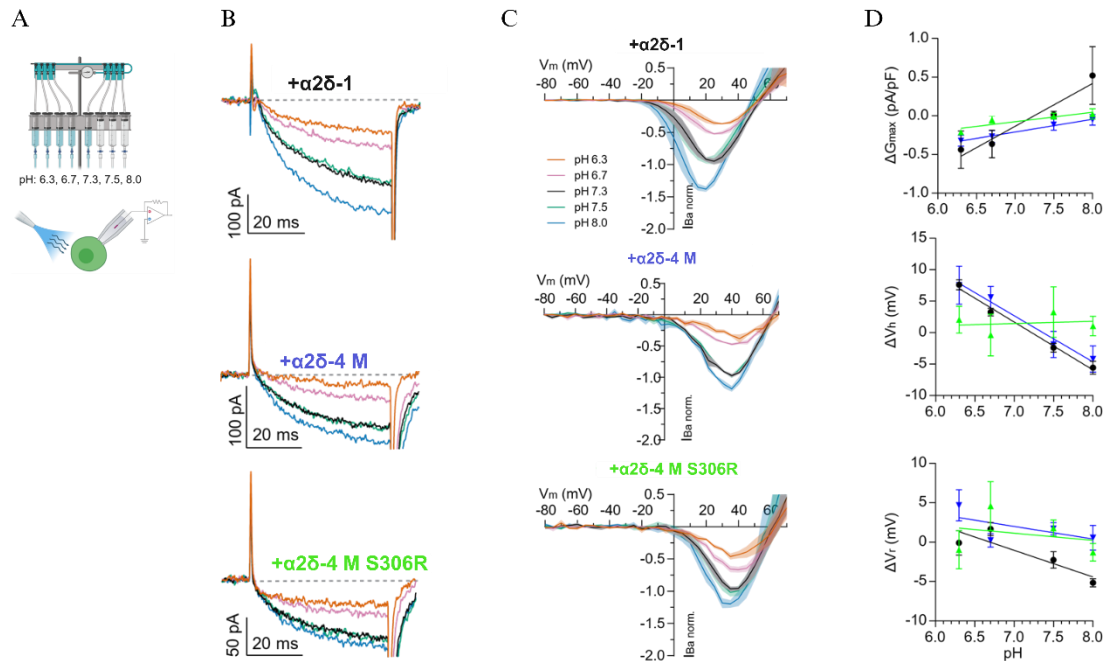 A
B
C
D
pH: 6.3, 6.7, 7.3, 7.5, 8.0
+α2δ-1
100 pA
20 ms
+α2δ-4 M
100 pA
20 ms
+α2δ-4 M S306R
50 pA
20 ms
+α2δ-1
Vm (mV)
-80 -60 -40 -20 20 40 60
0.5
-0.5
-1.0
-1.5
-2.0
IBa norm.
pH 6.3
pH 6.7
pH 7.3
pH 7.5
pH 8.0
+α2δ-4 M
Vm (mV)
-80 -60 -40 -20 20 40 60
0.5
-0.5
-1.0
-1.5
-2.0
IBa norm.
+α2δ-4 M S306R
Vm (mV)
-80 -60 -40 -20 20 40 60
0.5
-0.5
-1.0
-1.5
-2.0
IBa norm.
ΔGmax (pA/pF)
1.0
0.5
0.0
-0.5
-1.0
6.0 6.5 7.0 7.5 8.0
ΔVh (mV)
15
10
5
0
-5
-10
6.0 6.5 7.0 7.5 8.0
ΔVr (mV)
10
5
0
-5
-10
6.0 6.5 7.0 7.5 8.0
pH